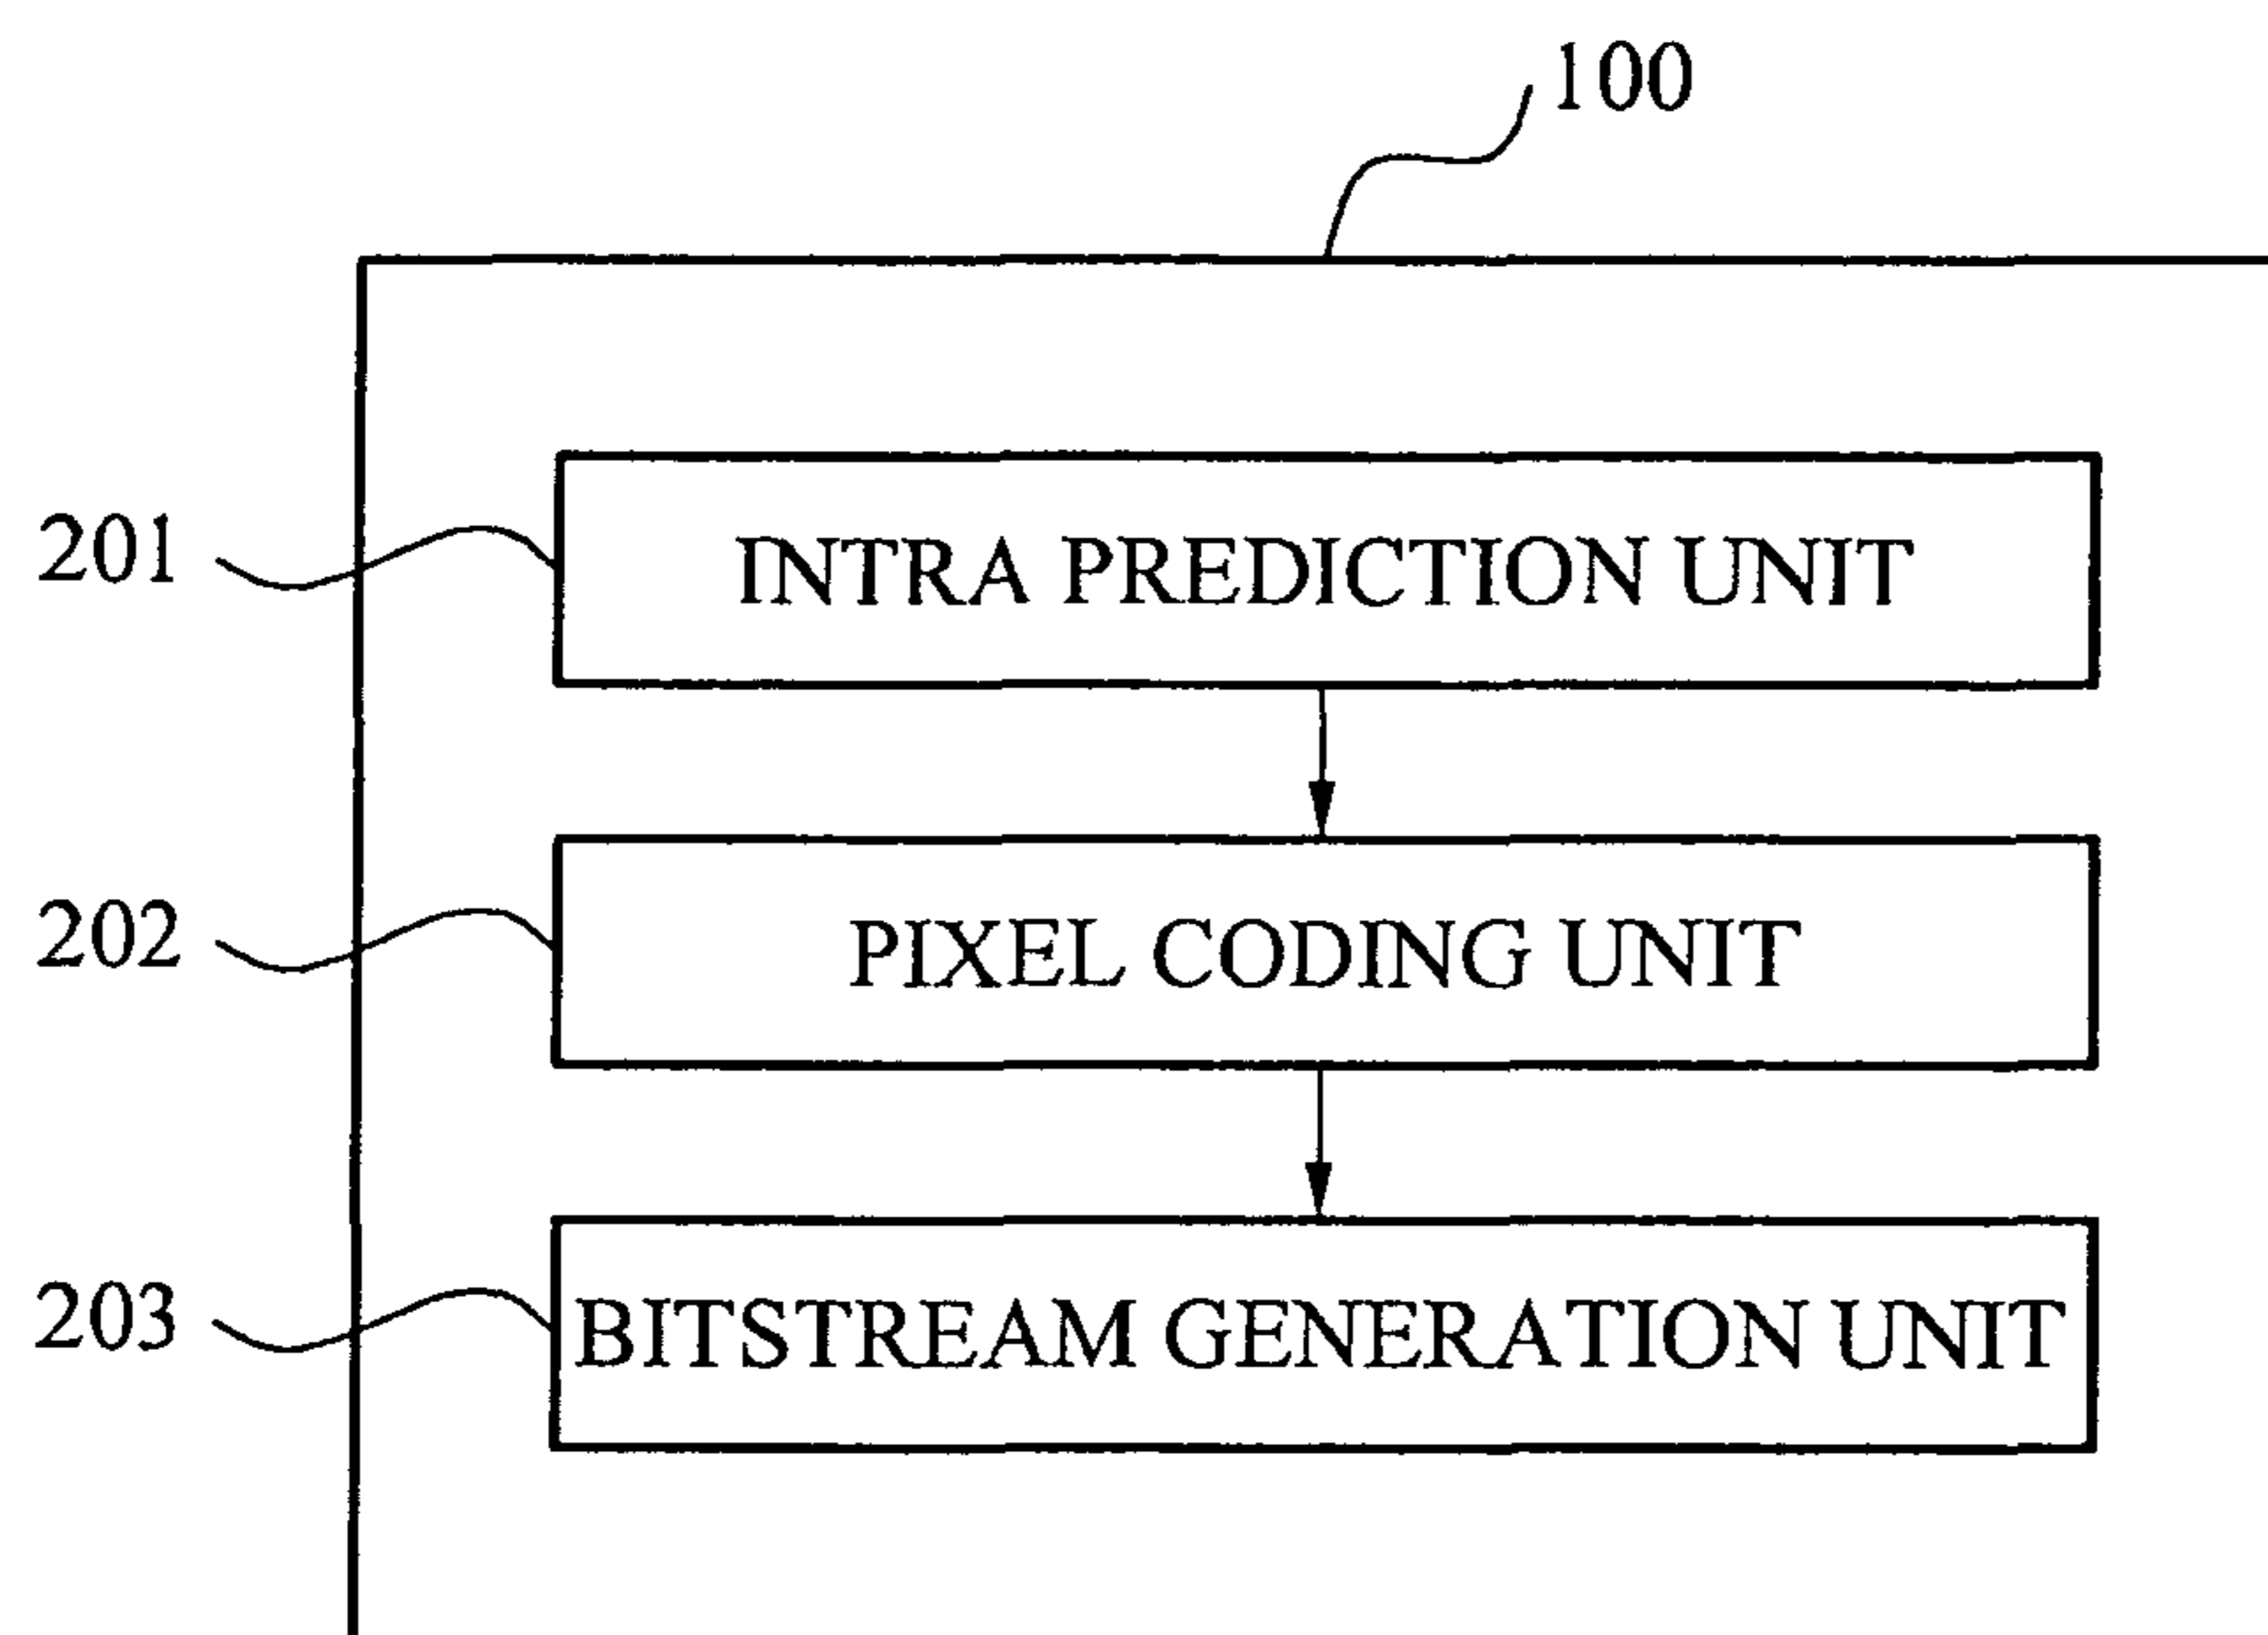 100
201
INTRA PREDICTION UNIT
202
PIXEL CODING UNIT
203
BITSTREAM GENERATION UNIT